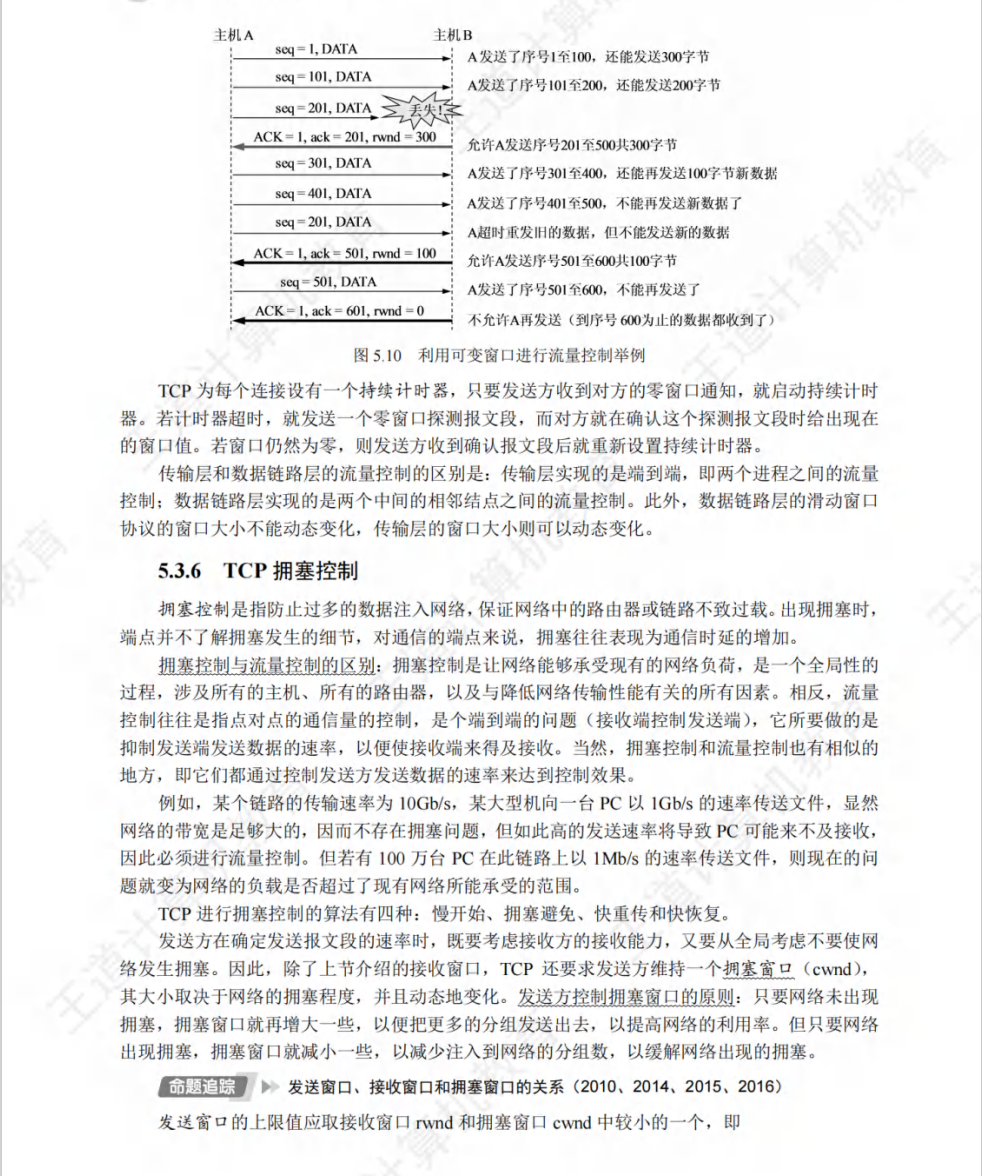 主机A 主机B
seq = 1, DATA A发送了序号1至100，还能发送300字节
seq = 101, DATA A发送了序号101至200，还能发送200字节
seq = 201, DATA 丢失!
ACK = 1, ack = 201, rwnd = 300 允许A发送序号201至500共300字节
seq = 301, DATA A发送了序号301至400，还能再发送100字节新数据
seq = 401, DATA A发送了序号401至500，不能再发送新数据了
seq = 201, DATA A超时重发旧的数据，但不能发送新的数据
ACK = 1, ack = 501, rwnd = 100 允许A发送序号501至600共100字节
seq = 501, DATA A发送了序号501至600，不能再发送了
ACK = 1, ack = 601, rwnd = 0 不允许A再发送（到序号600为止的数据都收到了）
图 5.10 利用可变窗口进行流量控制举例
TCP 为每个连接设有一个持续计时器，只要发送方收到对方的零窗口通知，就启动持续计时
器。若计时器超时，就发送一个零窗口探测报文段，而对方就在确认这个探测报文段时给出现在
的窗口值。若窗口仍然为零，则发送方收到确认报文段后就重新设置持续计时器。
传输层和数据链路层的流量控制的区别是：传输层实现的是端到端，即两个进程之间的流量
控制；数据链路层实现的是两个中间的相邻结点之间的流量控制。此外，数据链路层的滑动窗口
协议的窗口大小不能动态变化，传输层的窗口大小则可以动态变化。
5.3.6 TCP 拥塞控制
拥塞控制是指防止过多的数据注入网络，保证网络中的路由器或链路不致过载。出现拥塞时，
端点并不了解拥塞发生的细节，对通信的端点来说，拥塞往往表现为通信时延的增加。
拥塞控制与流量控制的区别：拥塞控制是让网络能够承受现有的网络负荷，是一个全局性的
过程，涉及所有的主机、所有的路由器，以及与降低网络传输性能有关的所有因素。相反，流量
控制往往是指点对点的通信量的控制，是个端到端的问题（接收端控制发送端），它所要做的是
抑制发送端发送数据的速率，以便使接收端来得及接收。当然，拥塞控制和流量控制也有相似的
地方，即它们都通过控制发送方发送数据的速率来达到控制效果。
例如，某个链路的传输速率为 10Gb/s，某大型机向一台 PC 以 1Gb/s 的速率传送文件，显然
网络的带宽是足够大的，因而不存在拥塞问题，但如此高的发送速率将导致 PC 可能来不及接收，
因此必须进行流量控制。但若有 100 万台 PC 在此链路上以 1Mb/s 的速率传送文件，则现在的问
题就变为网络的负载是否超过了现有网络所能承受的范围。
TCP 进行拥塞控制的算法有四种：慢开始、拥塞避免、快重传和快恢复。
发送方在确定发送报文段的速率时，既要考虑接收方的接收能力，又要从全局考虑不要使网
络发生拥塞。因此，除了上节介绍的接收窗口，TCP 还要求发送方维持一个拥塞窗口（cwnd），
其大小取决于网络的拥塞程度，并且动态地变化。发送方控制拥塞窗口的原则：只要网络未出现
拥塞，拥塞窗口就再增大一些，以便把更多的分组发送出去，以提高网络的利用率。但只要网络
出现拥塞，拥塞窗口就减小一些，以减少注入到网络的分组数，以缓解网络出现的拥塞。
命题追踪 发送窗口、接收窗口和拥塞窗口的关系（2010、2014、2015、2016）
发送窗口的上限值应取接收窗口 rwnd 和拥塞窗口 cwnd 中较小的一个，即
王道计算机教育